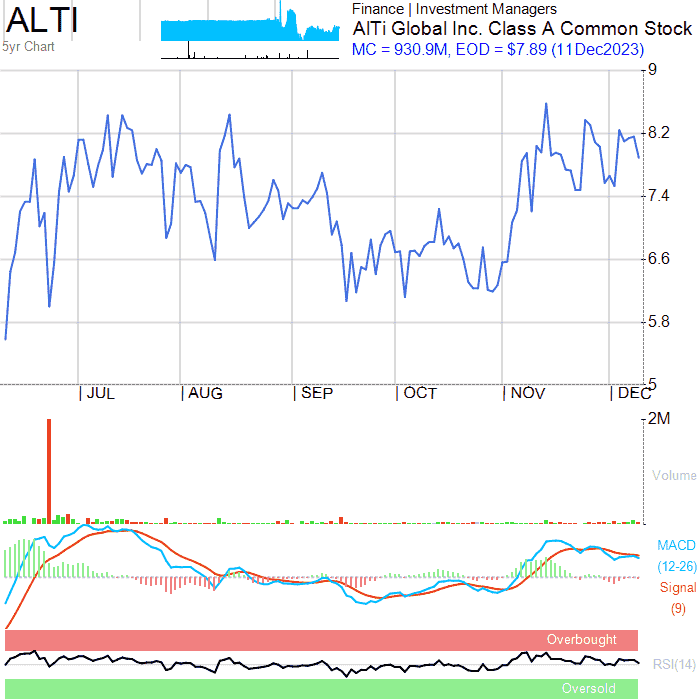 ALTI
5yr Chart
Finance | Investment Managers
AlTi Global Inc. Class A Common Stock
MC = 930.9M, EOD = $7.89 (11Dec2023)
9
8.2
7.4
6.6
5.8
5
| JUL | AUG | SEP | OCT | NOV | DEC
2M
Volume
MACD
(12-26)
Signal
(9)
Overbought
RSI(14)
Oversold